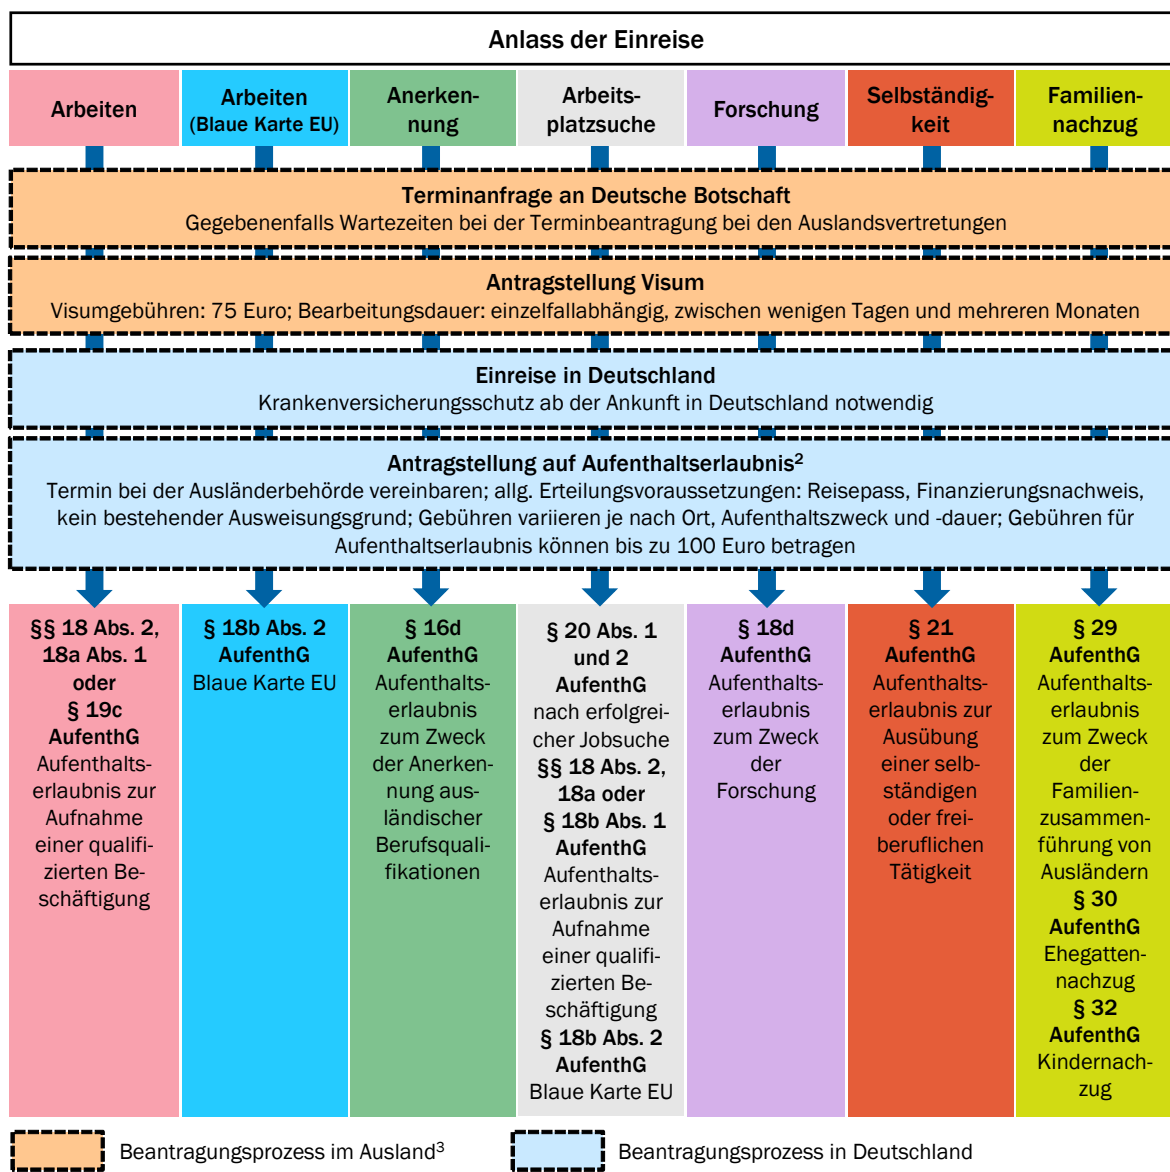 Anlass der Einreise
Arbeiten
Arbeiten
(Blaue Karte EU)
Anerken-
nung
Arbeits-
platzsuche
Forschung
Selbständig-
keit
Familien-
nachzug
Terminanfrage an Deutsche Botschaft
Gegebenenfalls Wartezeiten bei der Terminbeantragung bei den Auslandsvertretungen
Antragstellung Visum
Visumgebühren: 75 Euro; Bearbeitungsdauer: einzelfallabhängig, zwischen wenigen Tagen und mehreren Monaten
Einreise in Deutschland
Krankenversicherungsschutz ab der Ankunft in Deutschland notwendig
Antragstellung auf Aufenthaltserlaubnis²
Termin bei der Ausländerbehörde vereinbaren; allg. Erteilungsvoraussetzungen: Reisepass, Finanzierungsnachweis,
kein bestehender Ausweisungsgrund; Gebühren variieren je nach Ort, Aufenthaltszweck und -dauer; Gebühren für
Aufenthaltserlaubnis können bis zu 100 Euro betragen
§§ 18 Abs. 2,
18a Abs. 1
oder
§ 19c
AufenthG
Aufenthalts-
erlaubnis zur
Aufnahme
einer qualifi-
zierten Be-
schäftigung
§ 18b Abs. 2
AufenthG
Blaue Karte EU
§ 16d
AufenthG
Aufenthalts-
erlaubnis
zum Zweck
der Anerken-
nung aus-
ländischer
Berufsquali-
fikationen
§ 20 Abs. 1
und 2
AufenthG
nach erfolgrei-
cher Jobsuche
§§ 18 Abs. 2,
18a oder
§ 18b Abs. 1
AufenthG
Aufenthalts-
erlaubnis zur
Aufnahme
einer qualifi-
zierten Be-
schäftigung
§ 18b Abs. 2
AufenthG
Blaue Karte EU
§ 18d
AufenthG
Aufenthalts-
erlaubnis
zum Zweck
der
Forschung
§ 21
AufenthG
Aufenthalts-
erlaubnis zur
Ausübung
einer selb-
ständigen
oder frei-
beruflichen
Tätigkeit
§ 29
AufenthG
Aufenthalts-
erlaubnis
zum Zweck
der
Familien-
zusammen-
führung von
Ausländern
§ 30
AufenthG
Ehegatten-
nachzug
§ 32
AufenthG
Kindernach-
zug
Beantragungsprozess im Ausland³
Beantragungsprozess in Deutschland